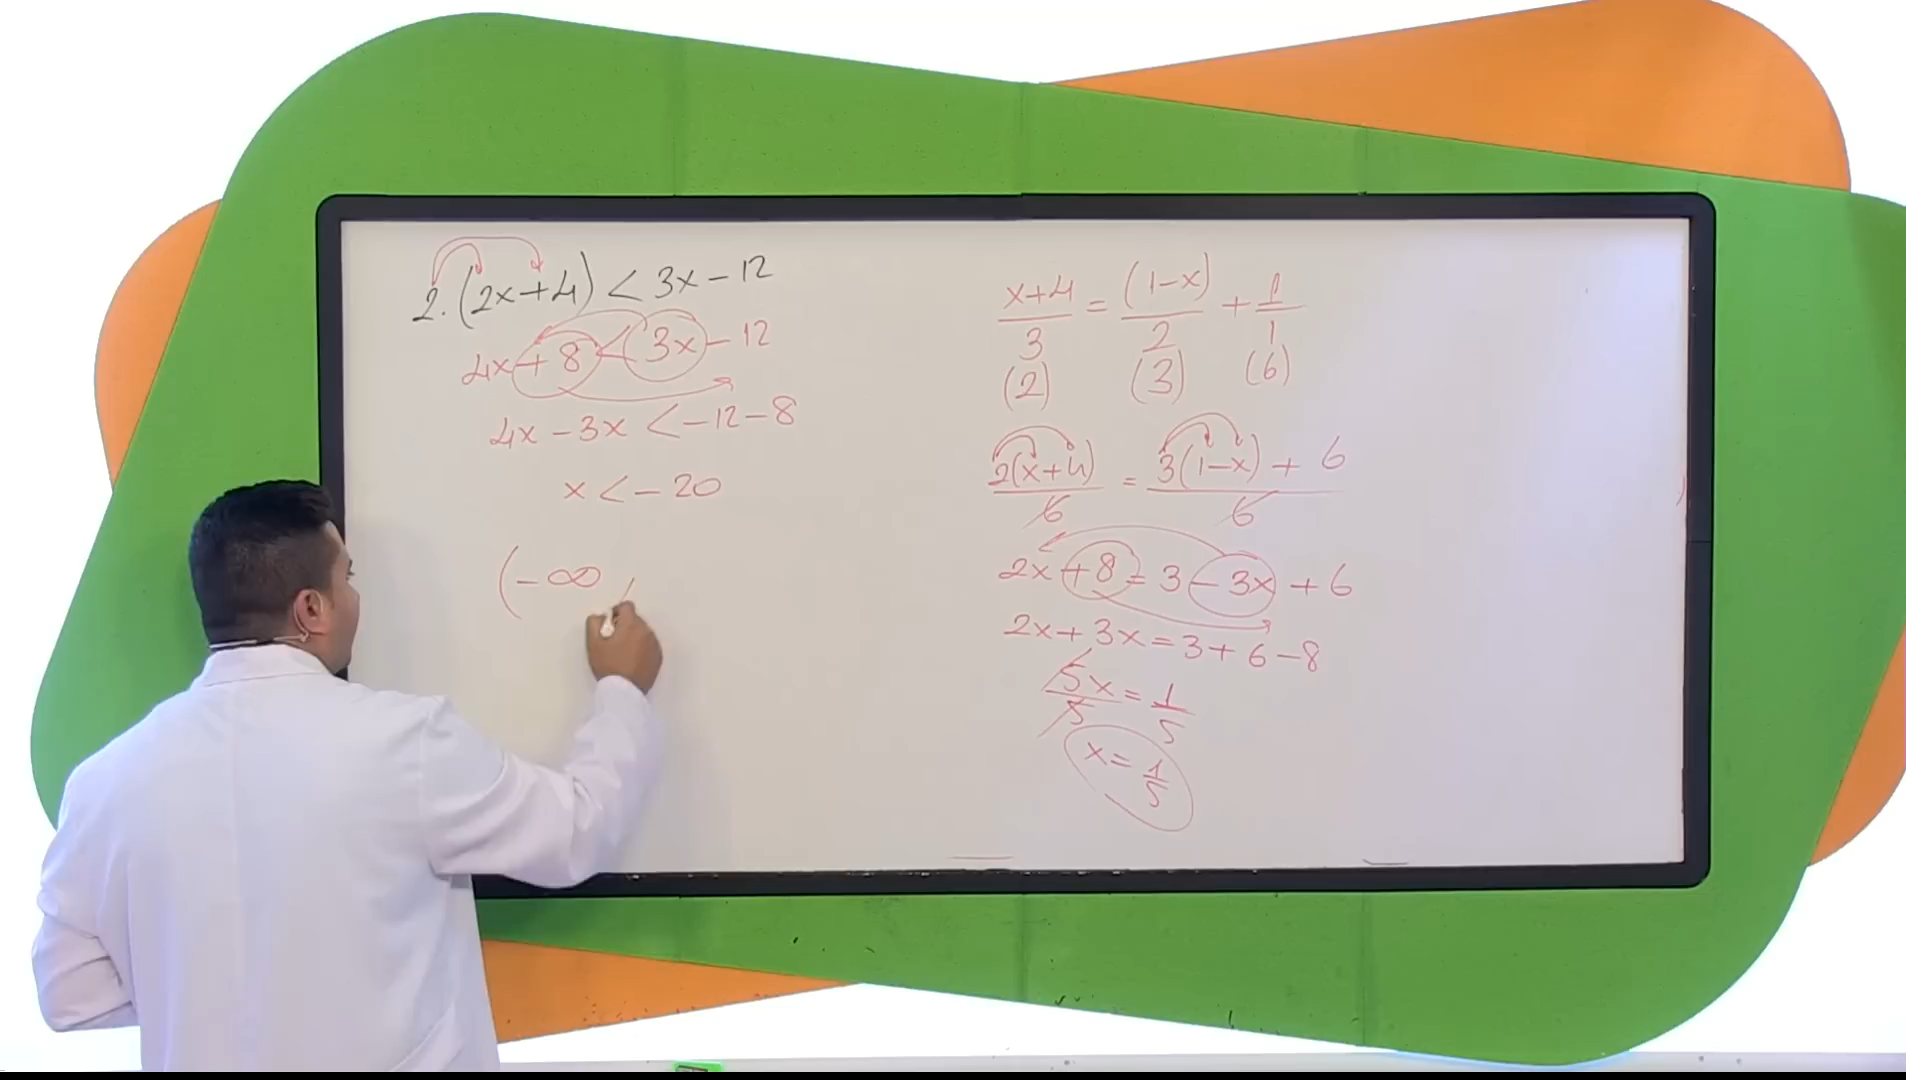 2.(2x+4) < 3x-12
4x+8 < 3x-12
4x-3x < -12-8
x < -20
(-∞,
x+4/3 = (1-x)/2 + 1/1
(2) (3) (6)
2(x+4)/6 = 3(1-x)+6/6
2x+8=3-3x+6
2x+3x=3+6-8
5x/5 = 1/5
x=1/5